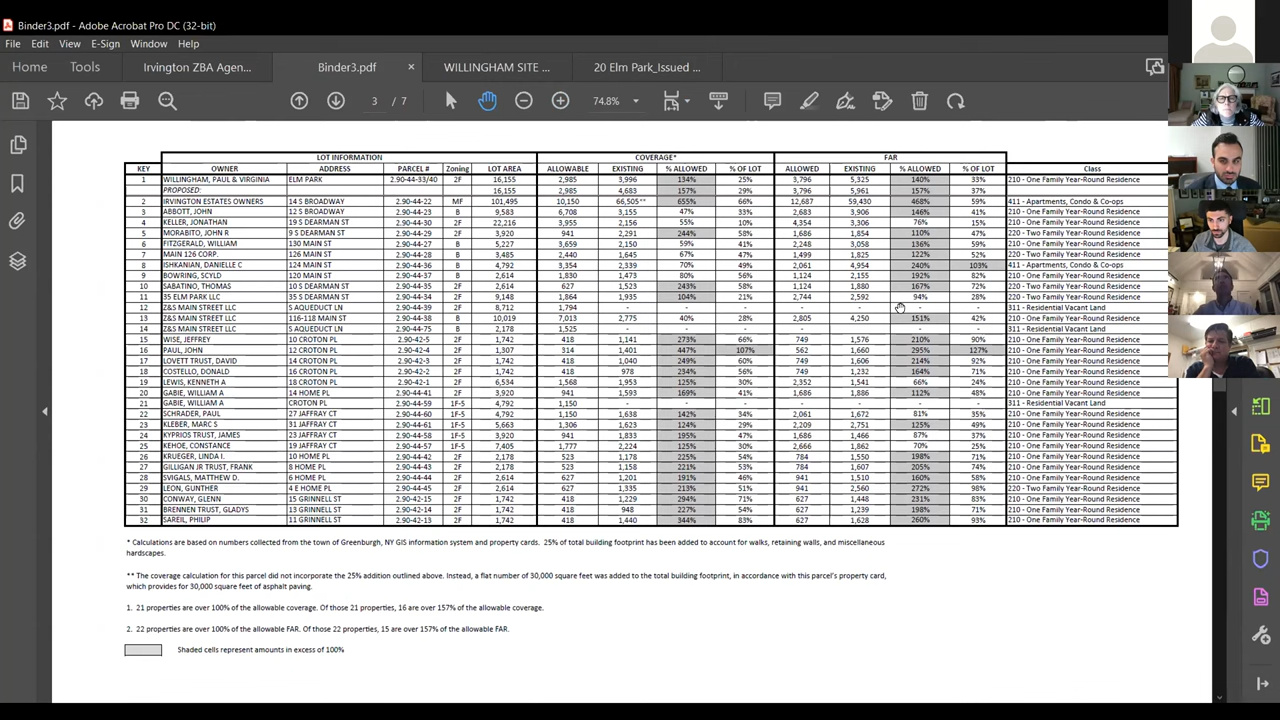 Binder3.pdf - Adobe Acrobat Pro DC (32-bit)
File Edit View E-Sign Window Help
Home Tools Irvington ZBA Agen... Binder3.pdf × WILLINGHAM SITE ... 20 Elm Park_Issued ...
3 / 7 74.8%
LOT INFORMATION COVERAGE* FAR
KEY OWNER ADDRESS PARCEL # Zoning LOT AREA ALLOWABLE EXISTING % ALLOWED % OF LOT ALLOWED EXISTING % ALLOWED % OF LOT Class
1 WILLINGHAM, PAUL & VIRGINIA ELM PARK 2.90-44-33/40 2F 16,155 2,985 3,996 134% 25% 3,796 5,325 140% 33% 210 - One Family Year-Round Residence
PROPOSED: 16,155 2,985 4,683 157% 29% 3,796 5,961 157% 37%
2 IRVINGTON ESTATES OWNERS 14 S BROADWAY 2.90-44-22 MF 101,495 10,150 66,505** 655% 66% 12,687 59,430 468% 59% 411 - Apartments, Condo & Co-ops
3 ABBOTT, JOHN 12 S BROADWAY 2.90-44-23 B 9,583 6,708 3,155 47% 33% 2,683 3,906 146% 41% 210 - One Family Year-Round Residence
4 KELLER, JONATHAN 19 S DEARMAN ST 2.90-44-30 2F 22,216 3,955 2,156 55% 10% 4,354 3,306 76% 15% 210 - One Family Year-Round Residence
5 MORABITO, JOHN R 9 S DEARMAN ST 2.90-44-29 2F 3,920 941 2,291 244% 58% 1,686 1,854 110% 47% 220 - Two Family Year-Round Residence
6 FITZGERALD, WILLIAM 130 MAIN ST 2.90-44-27 B 5,227 3,659 2,150 59% 41% 2,248 3,058 136% 59% 210 - One Family Year-Round Residence
7 MAIN 126 CORP. 126 MAIN ST 2.90-44-28 B 3,485 2,440 1,645 67% 47% 1,499 1,825 122% 52% 220 - Two Family Year-Round Residence
8 ISHKANIAN, DANIELLE C 124 MAIN ST 2.90-44-36 B 4,792 3,354 2,339 70% 49% 2,061 4,954 240% 103% 411 - Apartments, Condo & Co-ops
9 BOWRING, SCYLD 120 MAIN ST 2.90-44-37 B 2,614 1,830 1,473 80% 56% 1,124 2,155 192% 82% 210 - One Family Year-Round Residence
10 SABATINO, THOMAS 10 S DEARMAN ST 2.90-44-35 2F 2,614 627 1,523 243% 58% 1,124 1,880 167% 72% 220 - Two Family Year-Round Residence
11 35 ELM PARK LLC 35 S DEARMAN ST 2.90-44-34 2F 9,148 1,864 1,935 104% 21% 2,744 2,592 94% 28% 220 - Two Family Year-Round Residence
12 Z&S MAIN STREET LLC S AQUEDUCT LN 2.90-44-39 2F 8,712 1,830 - - - - - - - 311 - Residential Vacant Land
13 Z&S MAIN STREET LLC 116-118 MAIN ST 2.90-44-38 B 10,019 7,013 2,775 40% 28% 2,805 4,250 151% 42% 210 - One Family Year-Round Residence
14 Z&S MAIN STREET LLC S AQUEDUCT LN 2.90-44-75 B 2,178 1,525 - - - - - - - 311 - Residential Vacant Land
15 WISE, JEFFREY 10 CROTON PL 2.90-42-5 2F 1,742 418 1,141 273% 66% 749 1,576 210% 90% 210 - One Family Year-Round Residence
16 PAUL, JOHN 12 CROTON PL 2.90-42-4 2F 1,307 314 1,401 447% 107% 562 1,660 295% 127% 210 - One Family Year-Round Residence
17 LOVETT TRUST, DAVID 14 CROTON PL 2.90-42-3 2F 1,742 418 1,040 249% 60% 749 1,606 214% 92% 210 - One Family Year-Round Residence
18 COSTELLO, DONALD 16 CROTON PL 2.90-42-2 2F 1,742 418 978 234% 56% 749 1,232 164% 71% 210 - One Family Year-Round Residence
19 LEWIS, KENNETH A 18 CROTON PL 2.90-42-1 2F 6,534 1,568 1,953 125% 30% 2,352 1,541 66% 24% 210 - One Family Year-Round Residence
20 GABIE, WILLIAM A 14 HOME PL 2.90-44-41 2F 3,920 941 1,593 169% 41% 1,686 1,886 112% 48% 210 - One Family Year-Round Residence
21 GABIE, WILLIAM A CROTON PL 2.90-44-59 1F-5 4,792 1,150 - - - - - - - 311 - Residential Vacant Land
22 SCHRADER, PAUL 27 JAFFRAY CT 2.90-44-60 1F-5 4,792 1,150 1,638 142% 34% 2,061 1,672 81% 35% 210 - One Family Year-Round Residence
23 KLEBER, MARC S 31 JAFFRAY CT 2.90-44-61 1F-5 5,663 1,306 1,623 124% 29% 2,209 2,751 125% 49% 210 - One Family Year-Round Residence
24 KYPRIOS TRUST, JAMES 23 JAFFRAY CT 2.90-44-58 1F-5 3,920 941 1,833 195% 47% 1,686 1,466 87% 37% 210 - One Family Year-Round Residence
25 KEHOE, CONSTANCE 19 JAFFRAY CT 2.90-44-57 1F-5 7,405 1,777 2,225 125% 30% 2,666 1,862 70% 25% 210 - One Family Year-Round Residence
26 KRUEGER, LINDA I. 10 HOME PL 2.90-44-42 2F 2,178 523 1,178 225% 54% 784 1,550 198% 71% 210 - One Family Year-Round Residence
27 GILLIGAN JR TRUST, FRANK 8 HOME PL 2.90-44-43 2F 2,178 523 1,158 221% 53% 784 1,605 205% 74% 210 - One Family Year-Round Residence
28 SVIGALS, MATTHEW D. 6 HOME PL 2.90-44-44 2F 2,614 627 1,201 191% 46% 941 1,510 160% 58% 210 - One Family Year-Round Residence
29 LEON, GUNTHER 4 E HOME PL 2.90-44-45 2F 2,614 627 1,335 213% 51% 941 2,560 272% 98% 220 - Two Family Year-Round Residence
30 CONWAY, GLENN 15 GRINNELL ST 2.90-42-15 2F 1,742 418 1,229 294% 71% 627 1,448 231% 83% 210 - One Family Year-Round Residence
31 BRENNEN TRUST, GLADYS 13 GRINNELL ST 2.90-42-14 2F 1,742 418 948 227% 54% 627 1,239 198% 71% 210 - One Family Year-Round Residence
32 SAREIL, PHILIP 11 GRINNELL ST 2.90-42-13 2F 1,742 418 1,440 344% 83% 627 1,628 260% 93% 210 - One Family Year-Round Residence
* Calculations are based on numbers collected from the town of Greenburgh, NY GIS information system and property cards. 25% of total building footprint has been added to account for walks, retaining walls, and miscellaneous
hardscapes.
** The coverage calculation for this parcel did not incorporate the 25% addition outlined above. Instead, a flat number of 30,000 square feet was added to the total building footprint, in accordance with this parcel's property card,
which provides for 30,000 square feet of asphalt paving.
1. 21 properties are over 100% of the allowable coverage. Of those 21 properties, 16 are over 157% of the allowable coverage.
2. 22 properties are over 100% of the allowable FAR. Of those 22 properties, 15 are over 157% of the allowable FAR.
Shaded cells represent amounts in excess of 100%